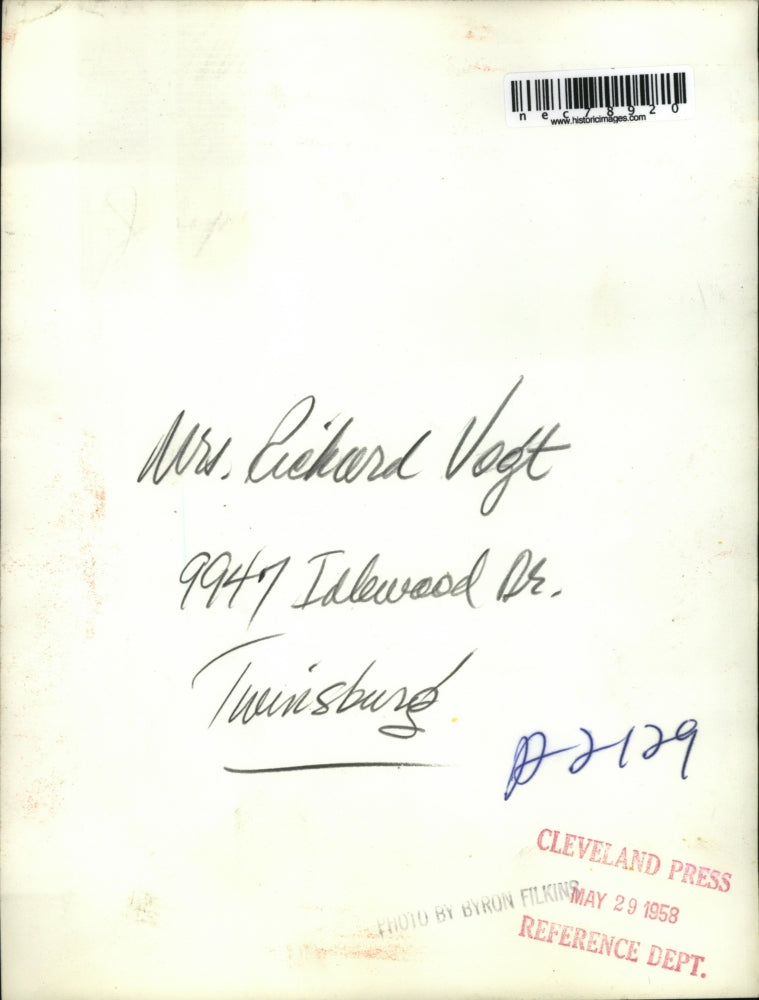 nec78920
www.historicimages.com
Mrs. Richard Vogt
9947 Idlewood Dr.
Twinsburg
CLEVELAND PRESS
MAY 29 1958
REFERENCE DEPT.
PHOTO BY BYRON FILKINS